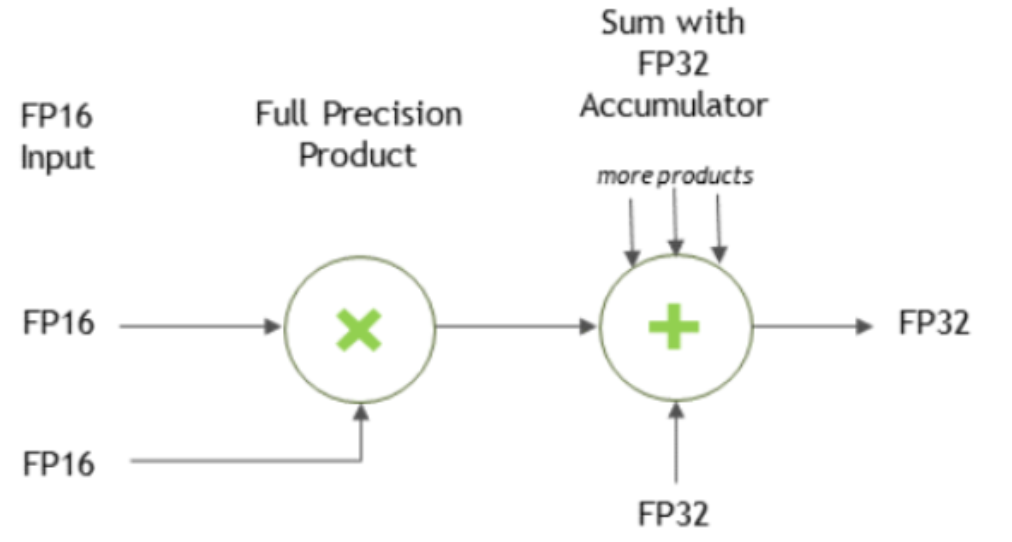 Sum with
FP32
Accumulator
FP16
Input
Full Precision
Product
more products
FP16
FP32
FP16
FP32